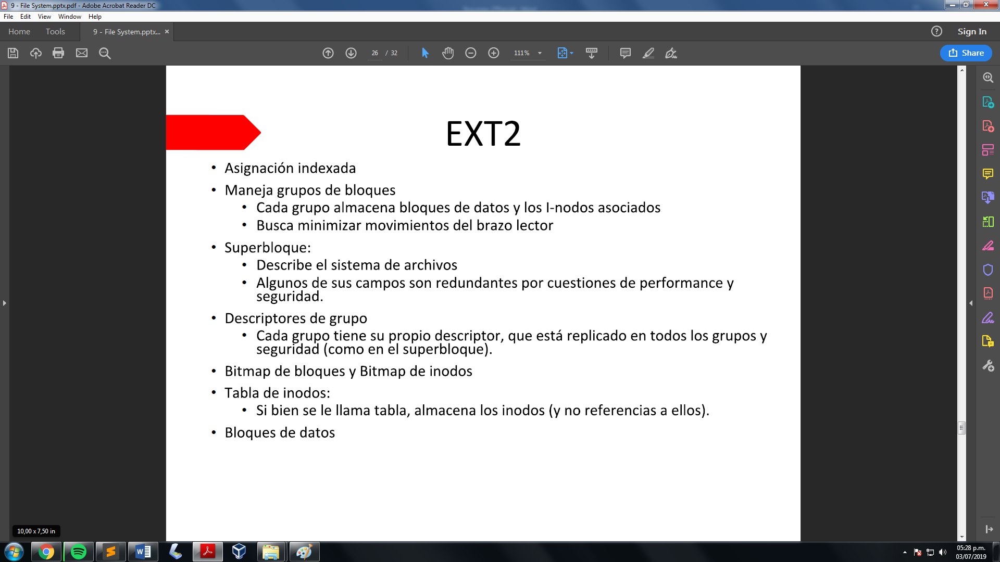 9 - File System.pptx.pdf - Adobe Acrobat Reader DC
File Edit View Window Help
Home Tools 9 - File System.pptx... × Sign In
26 / 32 111% Share
EXT2
• Asignación indexada
• Maneja grupos de bloques
• Cada grupo almacena bloques de datos y los I-nodos asociados
• Busca minimizar movimientos del brazo lector
• Superbloque:
• Describe el sistema de archivos
• Algunos de sus campos son redundantes por cuestiones de performance y
seguridad.
• Descriptores de grupo
• Cada grupo tiene su propio descriptor, que está replicado en todos los grupos y
seguridad (como en el superbloque).
• Bitmap de bloques y Bitmap de inodos
• Tabla de inodos:
• Si bien se le llama tabla, almacena los inodos (y no referencias a ellos).
• Bloques de datos
10,00 x 7,50 in
05:28 p.m.
03/07/2019